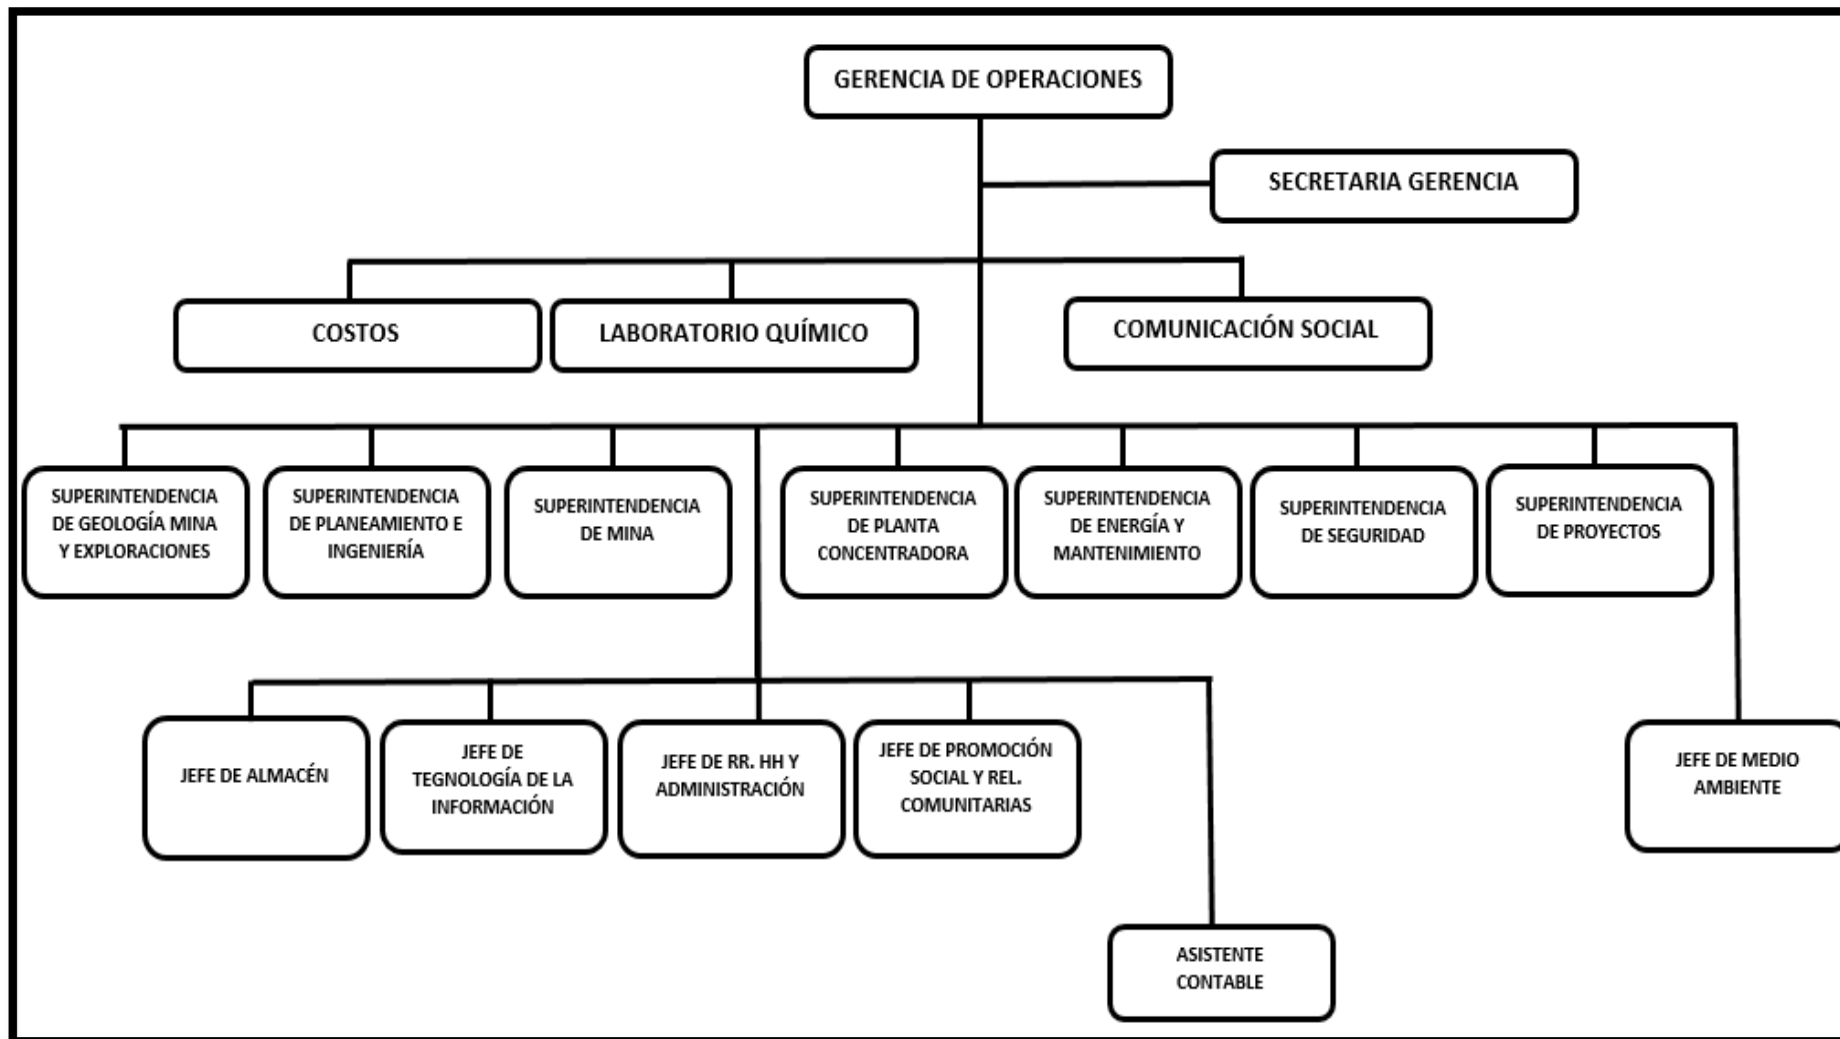 GERENCIA DE OPERACIONES
SECRETARIA GERENCIA
COSTOS
LABORATORIO QUÍMICO
COMUNICACIÓN SOCIAL
SUPERINTENDENCIA
DE GEOLOGÍA MINA
Y EXPLORACIONES
SUPERINTENDENCIA
DE PLANEAMIENTO E
INGENIERÍA
SUPERINTENDENCIA
DE MINA
SUPERINTENDENCIA
DE PLANTA
CONCENTRADORA
SUPERINTENDENCIA
DE ENERGÍA Y
MANTENIMIENTO
SUPERINTENDENCIA
DE SEGURIDAD
SUPERINTENDENCIA
DE PROYECTOS
JEFE DE ALMACÉN
JEFE DE
TEGNOLOGÍA DE LA
INFORMACIÓN
JEFE DE RR. HH Y
ADMINISTRACIÓN
JEFE DE PROMOCIÓN
SOCIAL Y REL.
COMUNITARIAS
JEFE DE MEDIO
AMBIENTE
ASISTENTE
CONTABLE